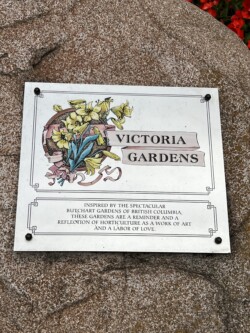 VICTORIA
GARDENS
INSPIRED BY THE SPECTACULAR
BUTCHART GARDENS OF BRITISH COLUMBIA,
THESE GARDENS ARE A REMINDER AND A
REFLECTION OF HORTICULTURE AS A WORK OF ART
AND A LABOR OF LOVE.